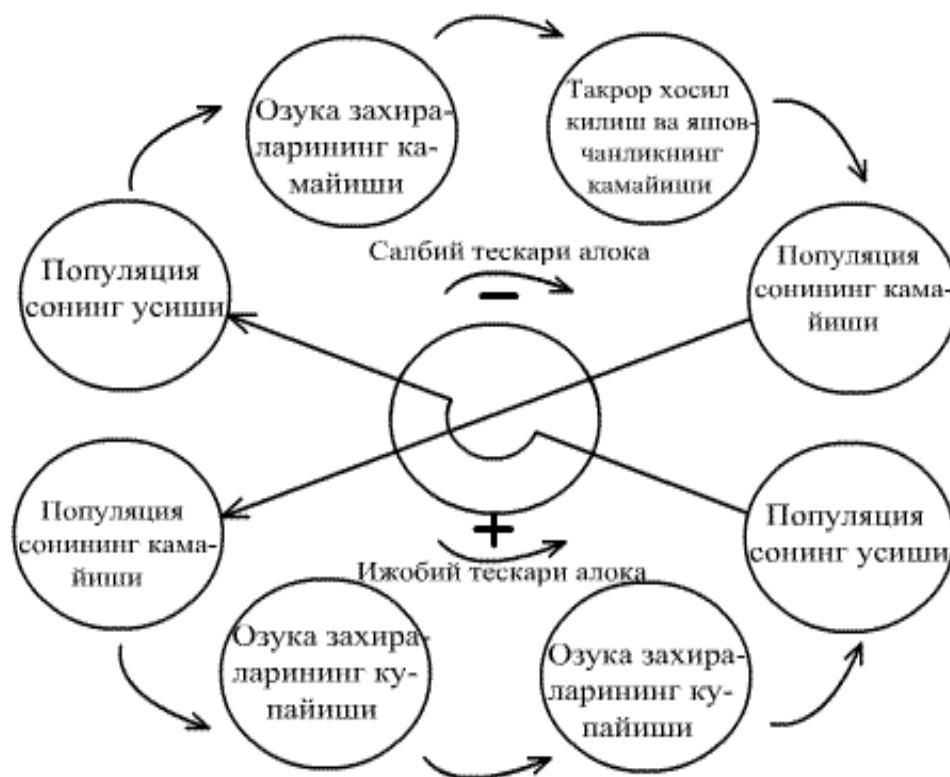 Озука захира-
ларининг ка-
майиши
Такрор хосил
килиш ва яшов-
чанликнинг
камайиши
Салбий тескари алока
−
Популяция
сонинг усиши
Популяция
сонининг кама-
йиши
Популяция
сонининг кама-
йиши
Популяция
сонинг усиши
+
Ижобий тескари алока
Озука захира-
ларининг ку-
пайиши
Озука захира-
ларининг ку-
пайиши